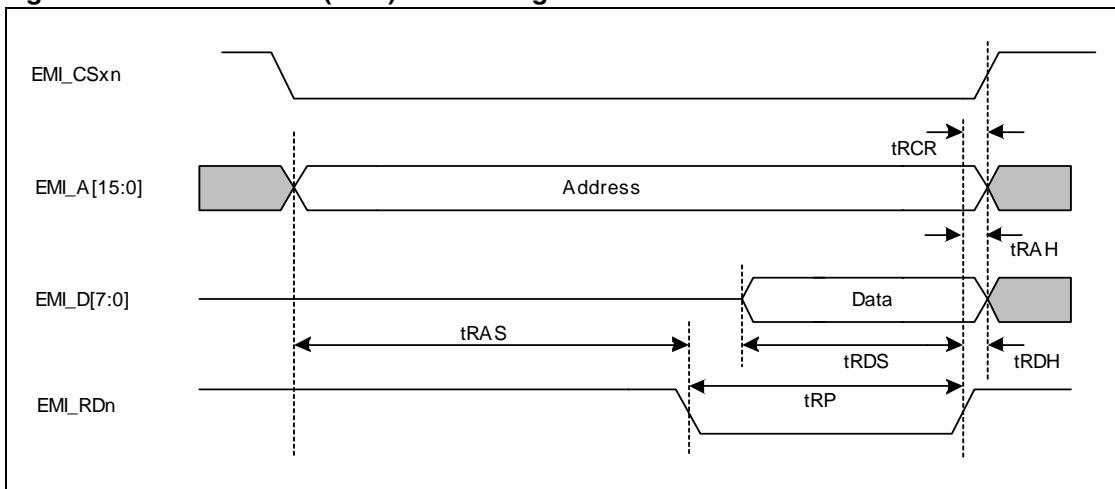 EMI_CSxn
tRCR
EMI_A[15:0]
Address
tRAH
EMI_D[7:0]
Data
tRAS
tRDS
tRDH
EMI_RDn
tRP